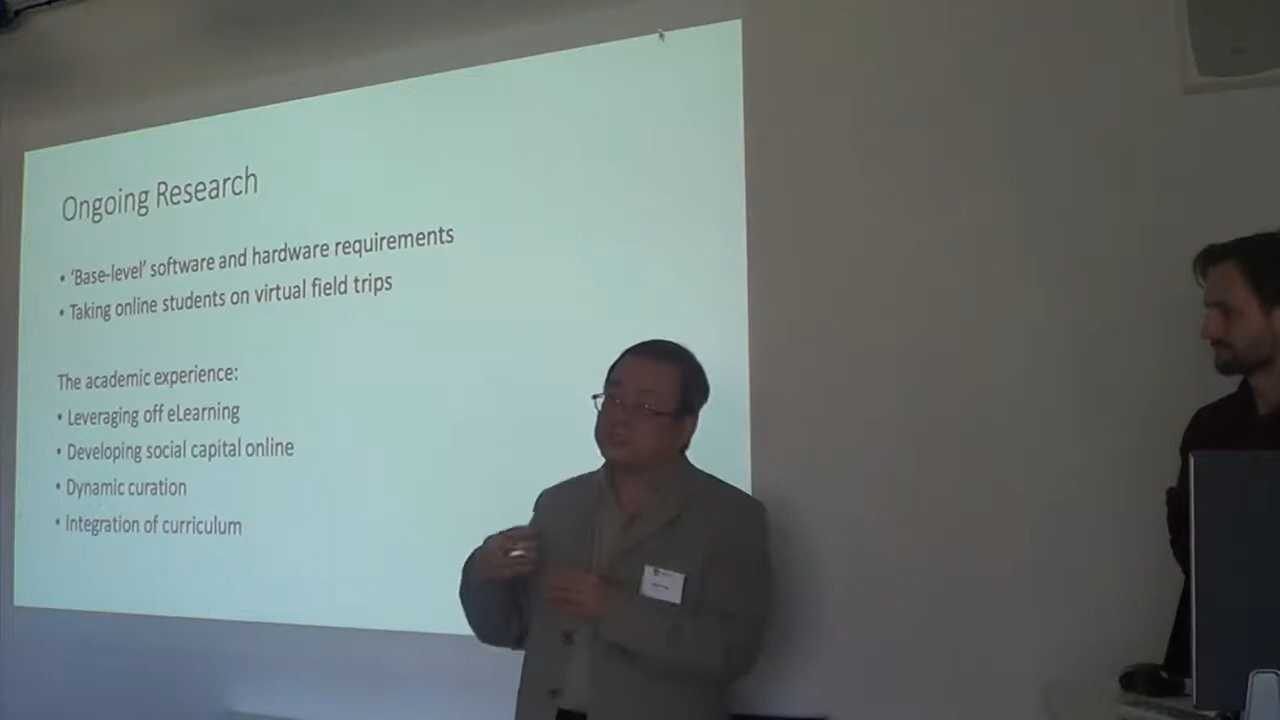 Ongoing Research
• 'Base-level' software and hardware requirements
• Taking online students on virtual field trips
The academic experience:
• Leveraging off eLearning
• Developing social capital online
• Dynamic curation
• Integration of curriculum